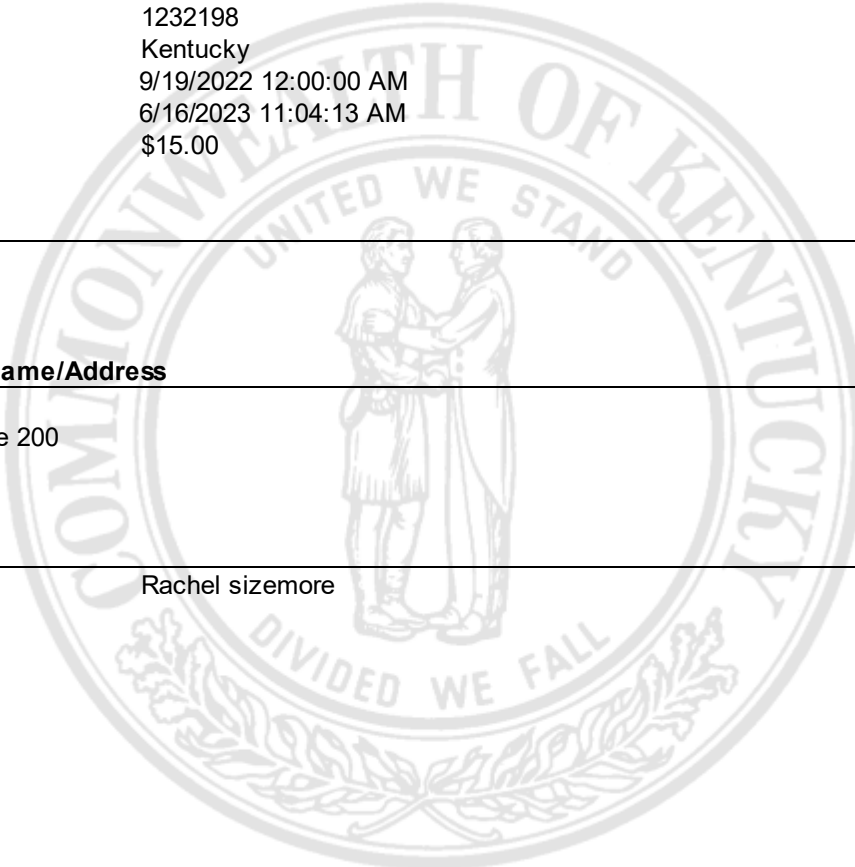 1232198
Kentucky
9/19/2022 12:00:00 AM
6/16/2023 11:04:13 AM
$15.00
COMMONWEALTH OF KENTUCKY
UNITED WE STAND
ame/Address
e 200
Rachel sizemore
DIVIDED WE FALL